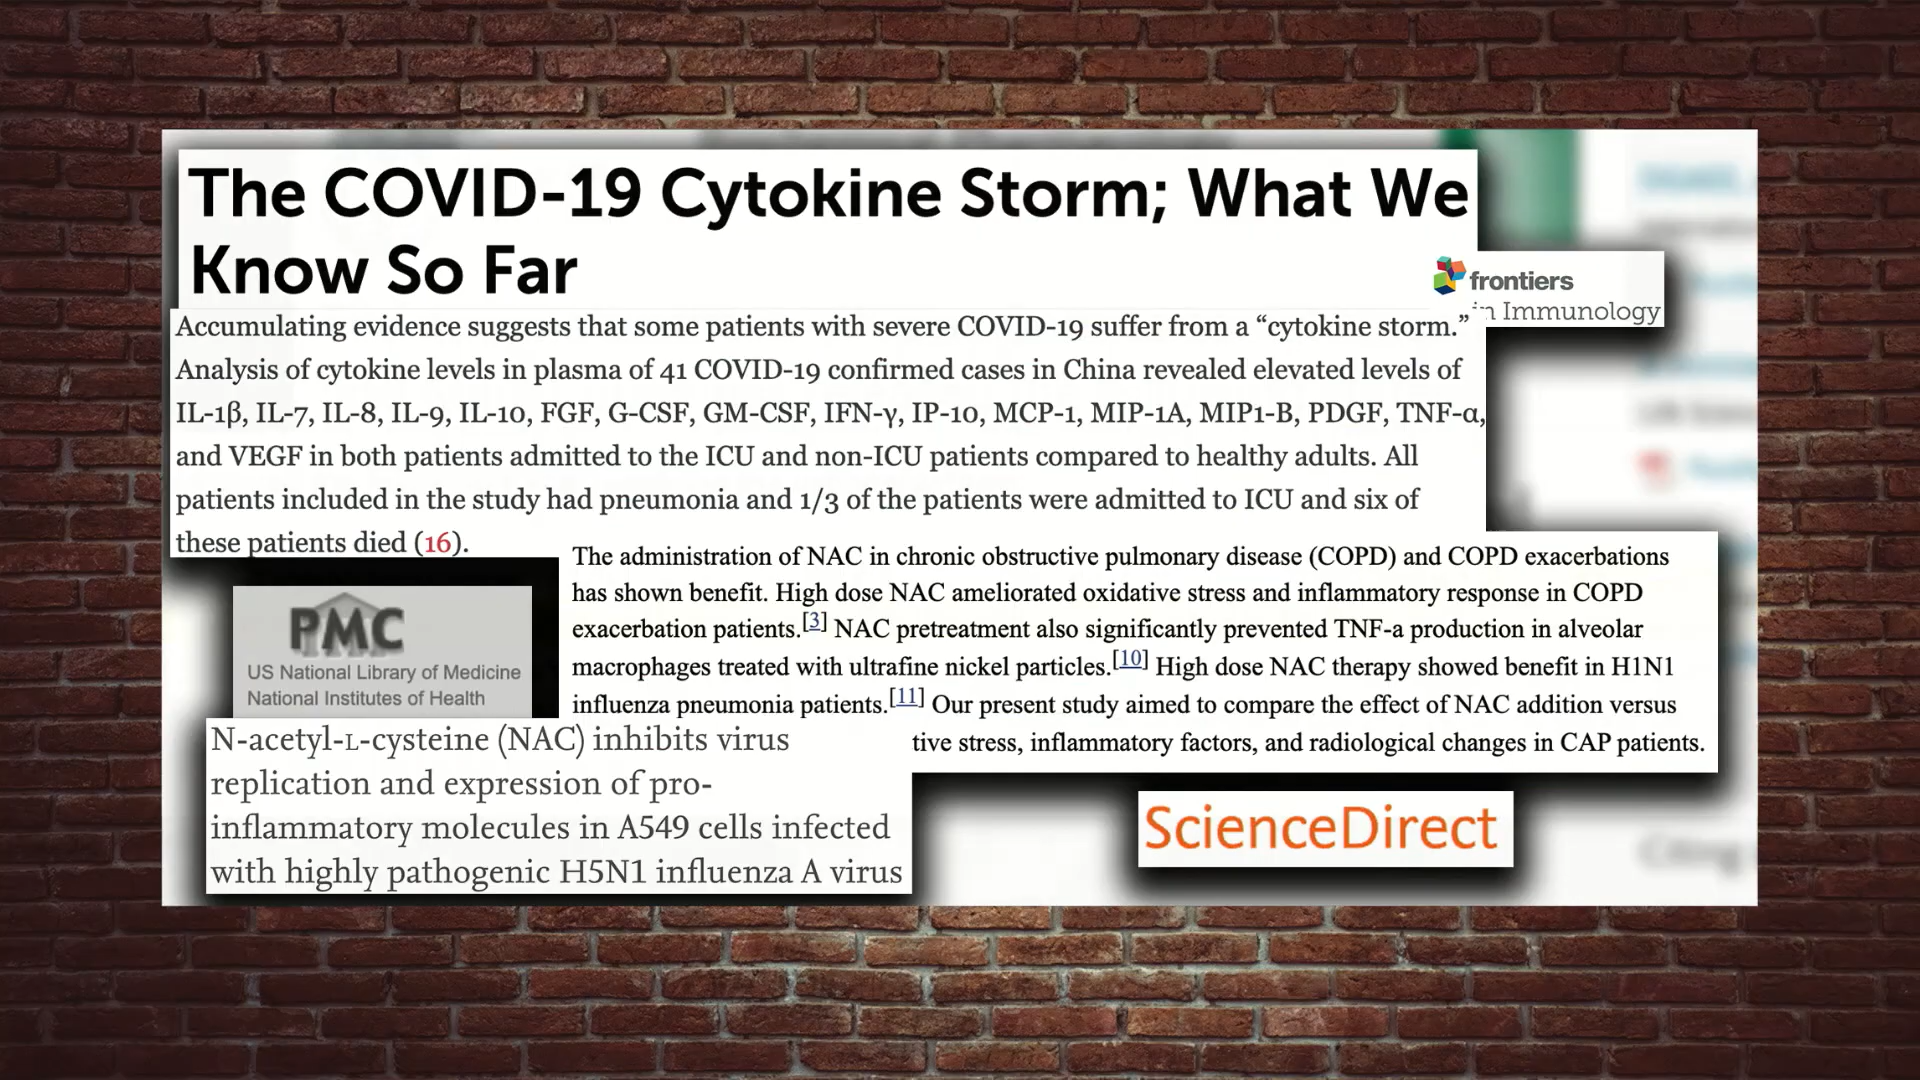 The COVID-19 Cytokine Storm; What We
Know So Far
frontiers
in Immunology
Accumulating evidence suggests that some patients with severe COVID-19 suffer from a “cytokine storm.”
Analysis of cytokine levels in plasma of 41 COVID-19 confirmed cases in China revealed elevated levels of
IL-1β, IL-7, IL-8, IL-9, IL-10, FGF, G-CSF, GM-CSF, IFN-γ, IP-10, MCP-1, MIP-1A, MIP1-B, PDGF, TNF-α,
and VEGF in both patients admitted to the ICU and non-ICU patients compared to healthy adults. All
patients included in the study had pneumonia and 1/3 of the patients were admitted to ICU and six of
these patients died (16).
The administration of NAC in chronic obstructive pulmonary disease (COPD) and COPD exacerbations
has shown benefit. High dose NAC ameliorated oxidative stress and inflammatory response in COPD
exacerbation patients.[3] NAC pretreatment also significantly prevented TNF-a production in alveolar
macrophages treated with ultrafine nickel particles.[10] High dose NAC therapy showed benefit in H1N1
influenza pneumonia patients.[11] Our present study aimed to compare the effect of NAC addition versus
tive stress, inflammatory factors, and radiological changes in CAP patients.
PMC
US National Library of Medicine
National Institutes of Health
N-acetyl-L-cysteine (NAC) inhibits virus
replication and expression of pro-
inflammatory molecules in A549 cells infected
with highly pathogenic H5N1 influenza A virus
ScienceDirect